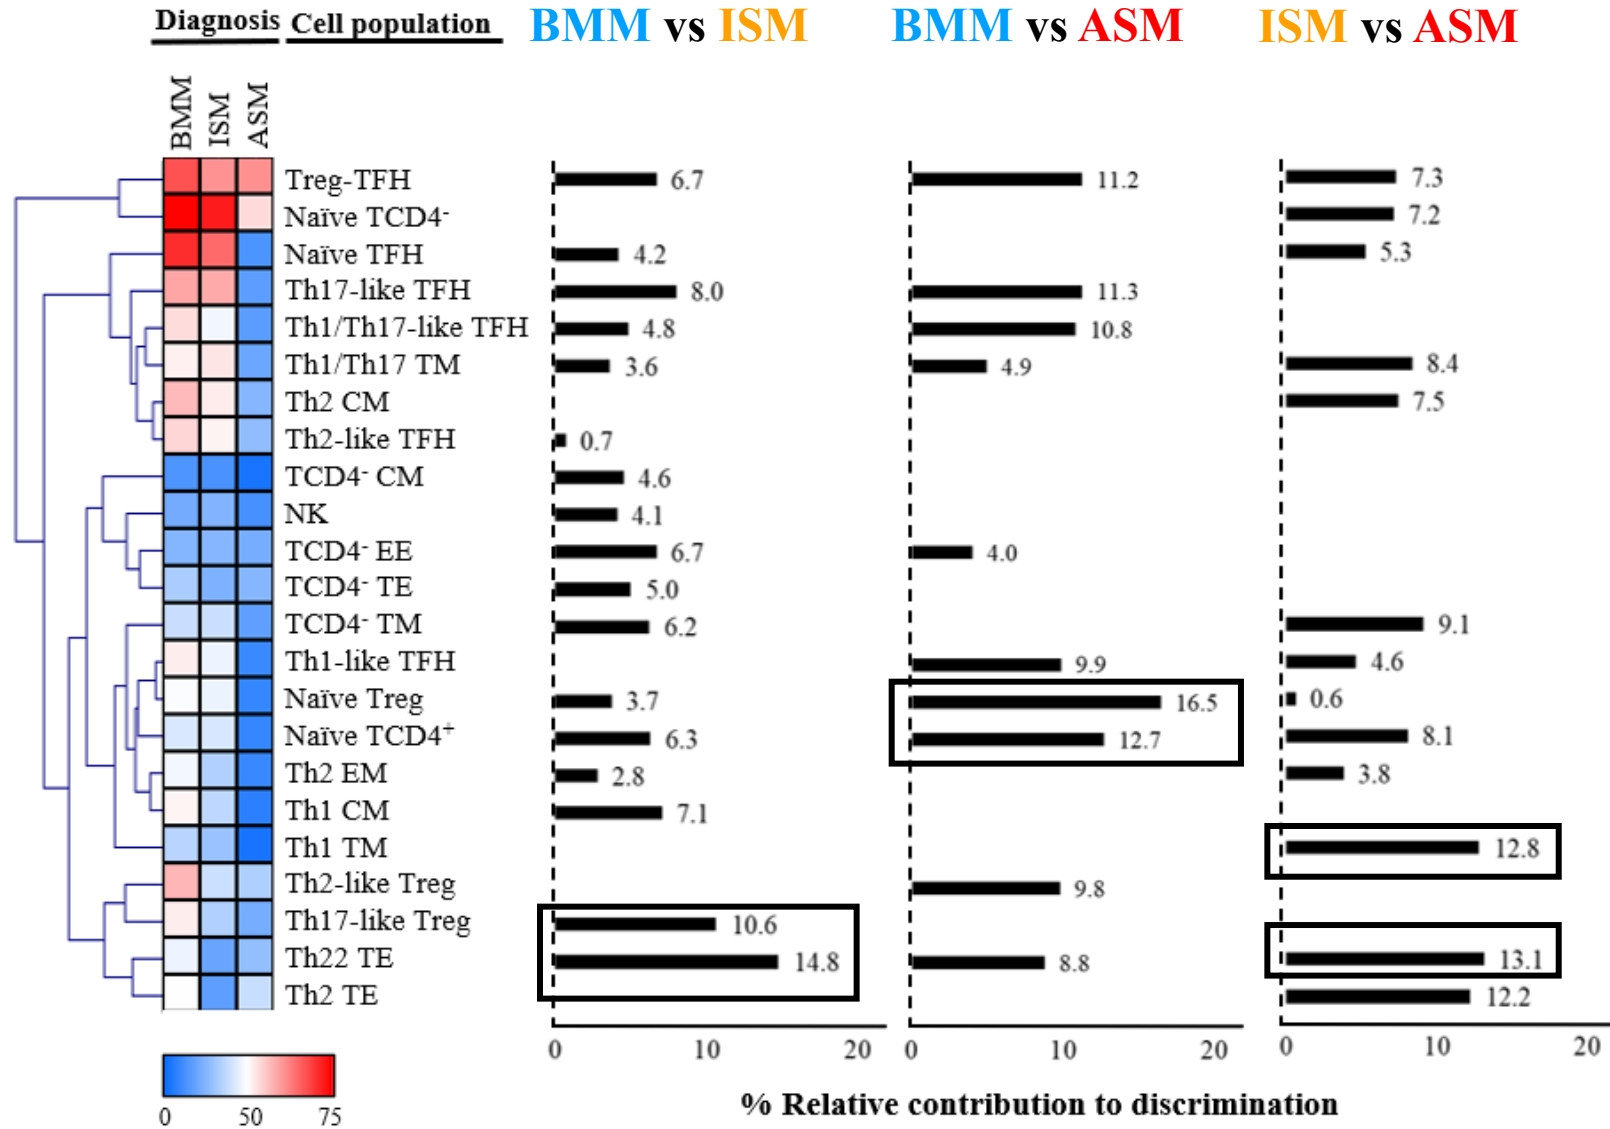 Diagnosis Cell population BMM vs ISM BMM vs ASM ISM vs ASM
BMM ISM ASM
Treg-TFH 6.7 11.2 7.3
Naïve TCD4⁻ 7.2
Naïve TFH 4.2 5.3
Th17-like TFH 8.0 11.3
Th1/Th17-like TFH 4.8 10.8
Th1/Th17 TM 3.6 4.9 8.4
Th2 CM 7.5
Th2-like TFH 0.7
TCD4⁻ CM 4.6
NK 4.1
TCD4⁻ EE 6.7 4.0
TCD4⁻ TE 5.0
TCD4⁻ TM 6.2 9.1
Th1-like TFH 9.9 4.6
Naïve Treg 3.7 16.5 0.6
Naïve TCD4⁺ 6.3 12.7 8.1
Th2 EM 2.8 3.8
Th1 CM 7.1
Th1 TM 12.8
Th2-like Treg 9.8
Th17-like Treg 10.6
Th22 TE 14.8 8.8 13.1
Th2 TE 12.2
0 10 20 0 10 20 0 10 20
0 50 75
% Relative contribution to discrimination